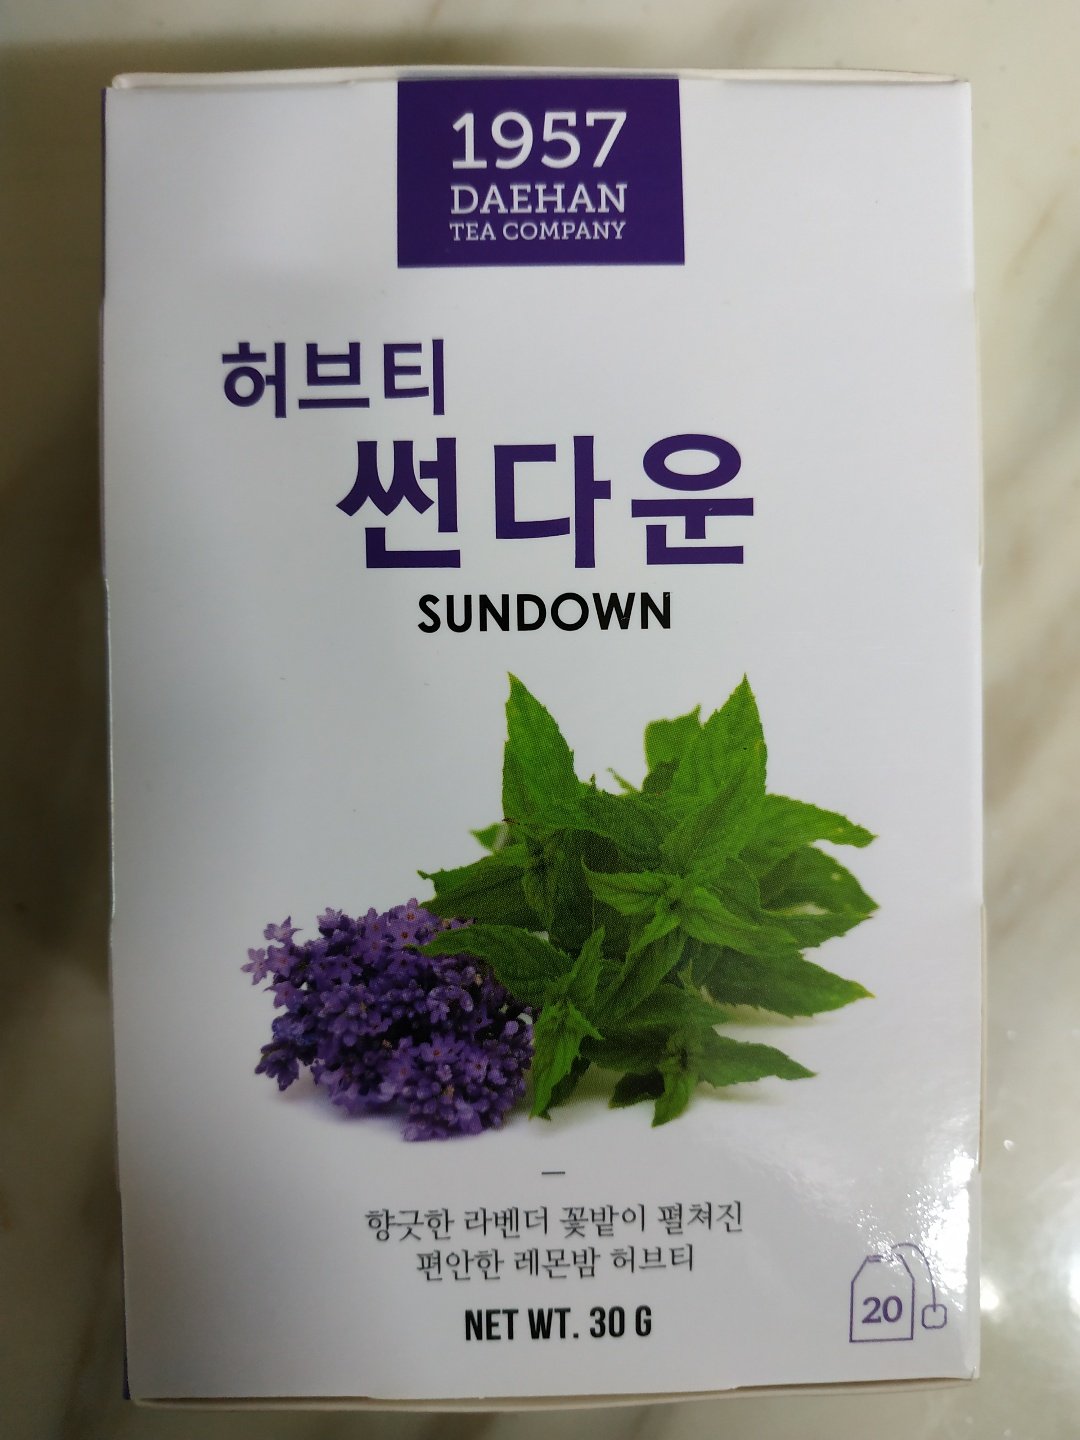 1957
DAEHAN
TEA COMPANY
허브티
썬다운
SUNDOWN
향긋한 라벤더 꽃밭이 펼쳐진
편안한 레몬밤 허브티
NET WT. 30 G
20